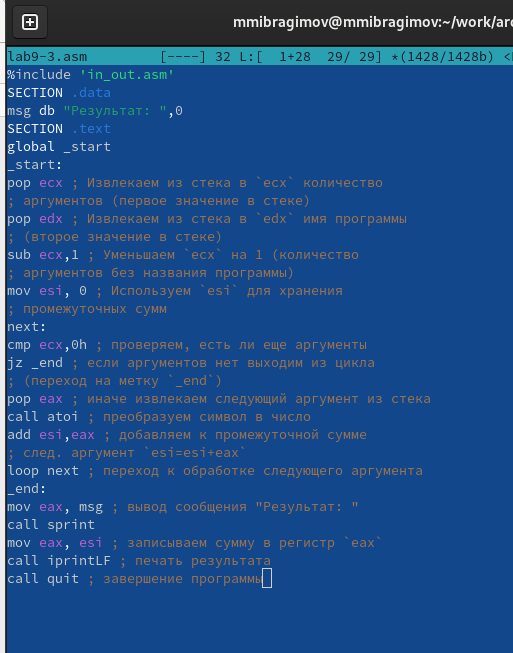 mmibragimov@mmibragimov:~/work/arc
lab9-3.asm [----] 32 L:[ 1+28 29/ 29] *(1428/1428b) <
%include 'in_out.asm'
SECTION .data
msg db "Результат: ",0
SECTION .text
global _start
_start:
pop ecx ; Извлекаем из стека в `ecx` количество
; аргументов (первое значение в стеке)
pop edx ; Извлекаем из стека в `edx` имя программы
; (второе значение в стеке)
sub ecx,1 ; Уменьшаем `ecx` на 1 (количество
; аргументов без названия программы)
mov esi, 0 ; Используем `esi` для хранения
; промежуточных сумм
next:
cmp ecx,0h ; проверяем, есть ли еще аргументы
jz _end ; если аргументов нет выходим из цикла
; (переход на метку `_end`)
pop eax ; иначе извлекаем следующий аргумент из стека
call atoi ; преобразуем символ в число
add esi,eax ; добавляем к промежуточной сумме
; след. аргумент `esi=esi+eax`
loop next ; переход к обработке следующего аргумента
_end:
mov eax, msg ; вывод сообщения "Результат: "
call sprint
mov eax, esi ; записываем сумму в регистр `eax`
call iprintLF ; печать результата
call quit ; завершение программы